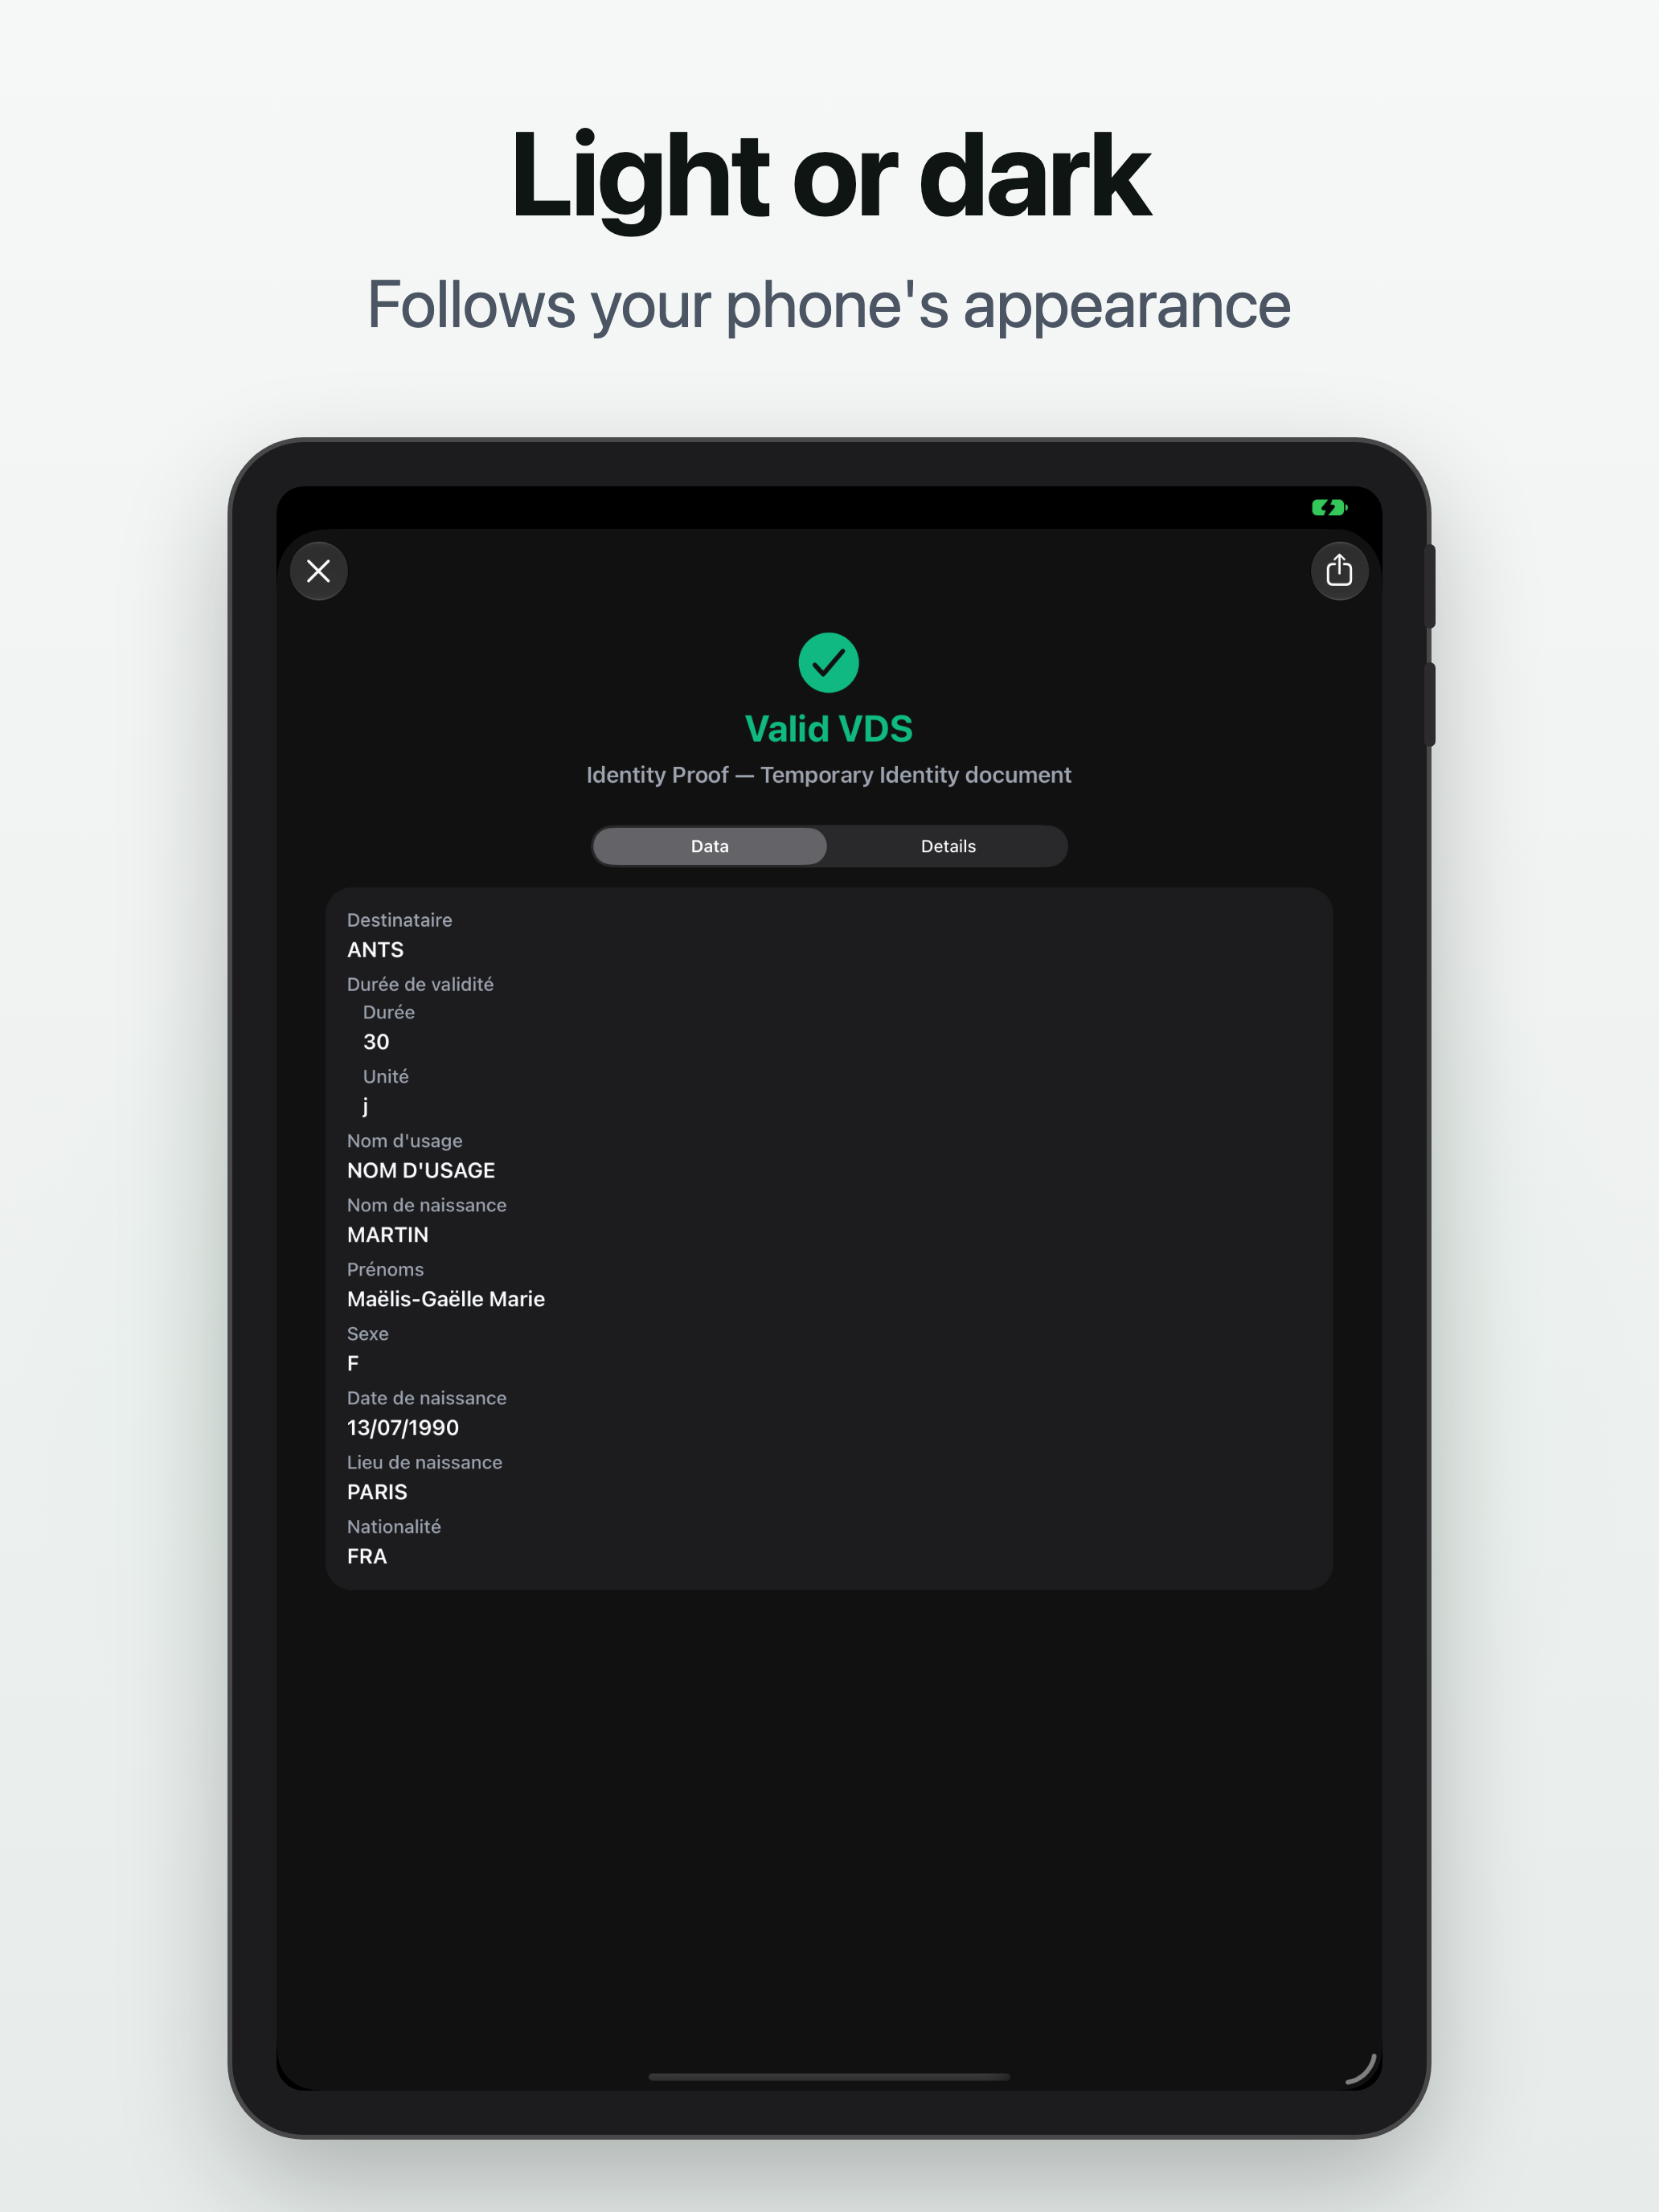 Light or dark
Follows your phone's appearance
Valid VDS
Identity Proof — Temporary Identity document
Data
Details
Destinataire
ANTS
Durée de validité
Durée
30
Unité
j
Nom d'usage
NOM D'USAGE
Nom de naissance
MARTIN
Prénoms
Maëlis-Gaëlle Marie
Sexe
F
Date de naissance
13/07/1990
Lieu de naissance
PARIS
Nationalité
FRA